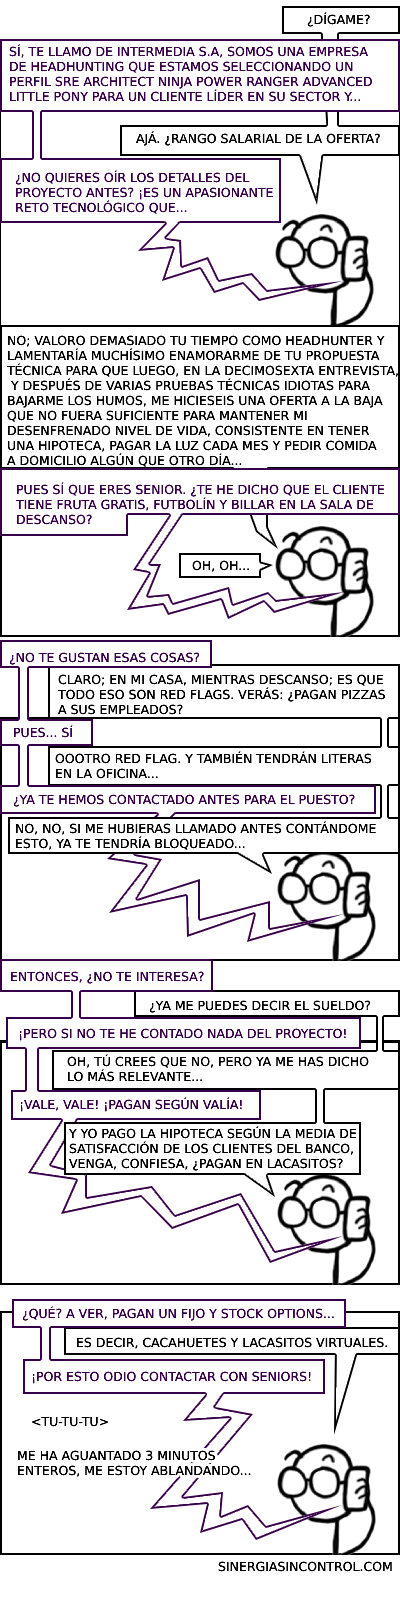 ¿DÍGAME?
SÍ, TE LLAMO DE INTERMEDIA S.A, SOMOS UNA EMPRESA
DE HEADHUNTING QUE ESTAMOS SELECCIONANDO UN
PERFIL SRE ARCHITECT NINJA POWER RANGER ADVANCED
LITTLE PONY PARA UN CLIENTE LÍDER EN SU SECTOR Y...
AJÁ. ¿RANGO SALARIAL DE LA OFERTA?
¿NO QUIERES OÍR LOS DETALLES DEL
PROYECTO ANTES? ¡ES UN APASIONANTE
RETO TECNOLÓGICO QUE...
NO; VALORO DEMASIADO TU TIEMPO COMO HEADHUNTER Y
LAMENTARÍA MUCHÍSIMO ENAMORARME DE TU PROPUESTA
TÉCNICA PARA QUE LUEGO, EN LA DECIMOSEXTA ENTREVISTA,
Y DESPUÉS DE VARIAS PRUEBAS TÉCNICAS IDIOTAS PARA
BAJARME LOS HUMOS, ME HICIESEIS UNA OFERTA A LA BAJA
QUE NO FUERA SUFICIENTE PARA MANTENER MI
DESENFRENADO NIVEL DE VIDA, CONSISTENTE EN TENER
UNA HIPOTECA, PAGAR LA LUZ CADA MES Y PEDIR COMIDA
A DOMICILIO ALGÚN QUE OTRO DÍA...
PUES SÍ QUE ERES SENIOR. ¿TE HE DICHO QUE EL CLIENTE
TIENE FRUTA GRATIS, FUTBOLÍN Y BILLAR EN LA SALA DE
DESCANSO?
OH, OH...
¿NO TE GUSTAN ESAS COSAS?
CLARO; EN MI CASA, MIENTRAS DESCANSO; ES QUE
TODO ESO SON RED FLAGS. VERÁS: ¿PAGAN PIZZAS
A SUS EMPLEADOS?
PUES... SÍ
OOOTRO RED FLAG. Y TAMBIÉN TENDRÁN LITERAS
EN LA OFICINA...
¿YA TE HEMOS CONTACTADO ANTES PARA EL PUESTO?
NO, NO, SI ME HUBIERAS LLAMADO ANTES CONTÁNDOME
ESTO, YA TE TENDRÍA BLOQUEADO...
ENTONCES, ¿NO TE INTERESA?
¿YA ME PUEDES DECIR EL SUELDO?
¡PERO SI NO TE HE CONTADO NADA DEL PROYECTO!
OH, TÚ CREES QUE NO, PERO YA ME HAS DICHO
LO MÁS RELEVANTE...
¡VALE, VALE! ¡PAGAN SEGÚN VALÍA!
Y YO PAGO LA HIPOTECA SEGÚN LA MEDIA DE
SATISFACCIÓN DE LOS CLIENTES DEL BANCO,
VENGA, CONFIESA, ¿PAGAN EN LACASITOS?
¿QUÉ? A VER, PAGAN UN FIJO Y STOCK OPTIONS...
ES DECIR, CACAHUETES Y LACASITOS VIRTUALES.
¡POR ESTO ODIO CONTACTAR CON SENIORS!
<TU-TU-TU>
ME HA AGUANTADO 3 MINUTOS
ENTEROS, ME ESTOY ABLANDANDO...
SINERGIASINCONTROL.COM